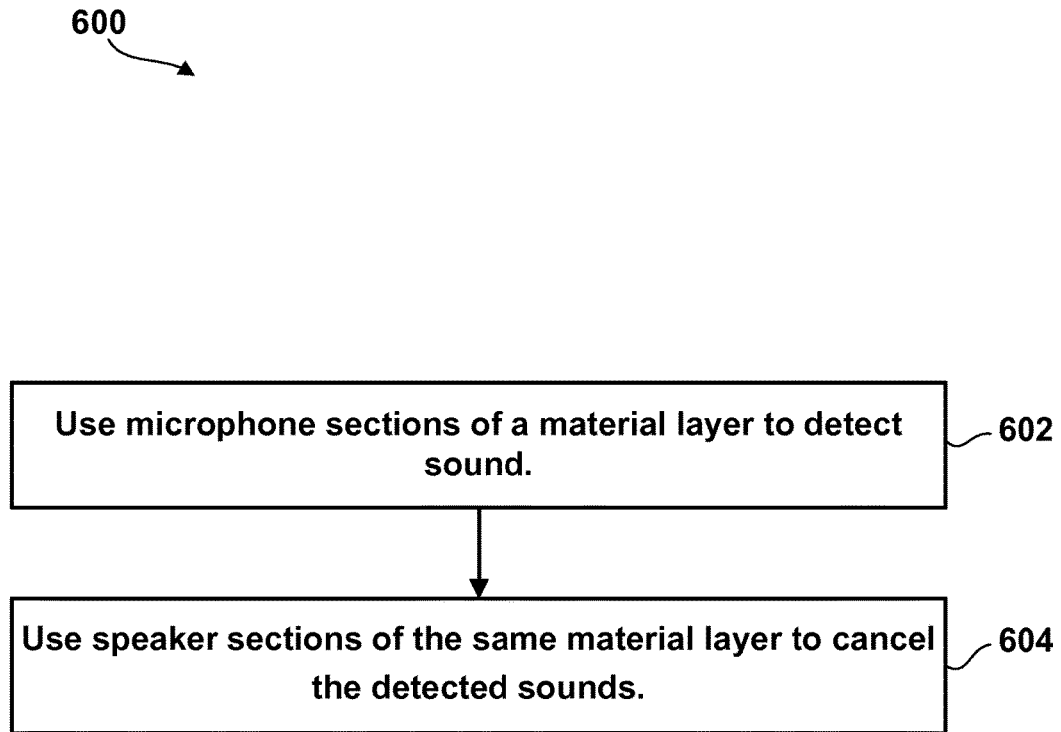 600
Use microphone sections of a material layer to detect
sound.
602
Use speaker sections of the same material layer to cancel
the detected sounds.
604